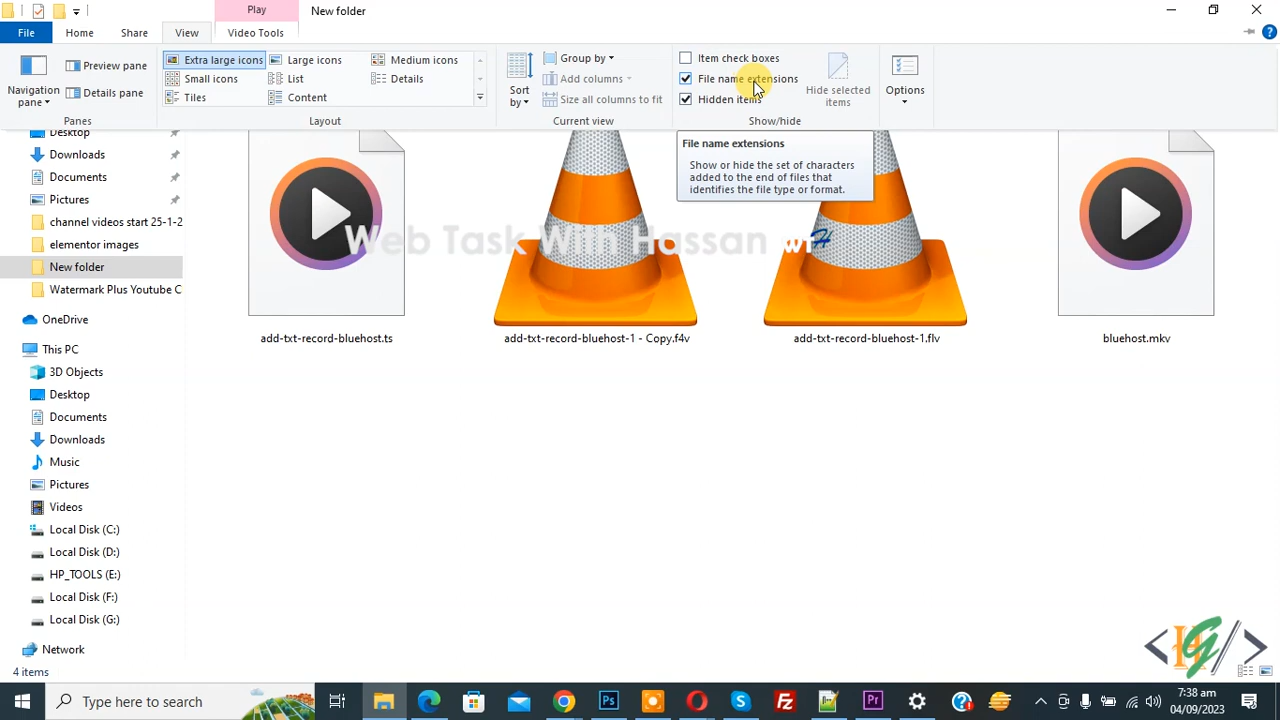 Play
New folder
File
Home
Share
View
Video Tools
Navigation pane
Preview pane
Details pane
Panes
Extra large icons
Large icons
Medium icons
Small icons
List
Details
Tiles
Content
Layout
Sort by
Group by
Add columns
Size all columns to fit
Current view
Item check boxes
File name extensions
Hidden items
Hide selected items
Show/hide
Options
File name extensions
Show or hide the set of characters
added to the end of files that
identifies the file type or format.
Desktop
Downloads
Documents
Pictures
channel videos start 25-1-2
elementor images
New folder
Watermark Plus Youtube C
OneDrive
This PC
3D Objects
Desktop
Documents
Downloads
Music
Pictures
Videos
Local Disk (C:)
Local Disk (D:)
HP_TOOLS (E:)
Local Disk (F:)
Local Disk (G:)
Network
Web Task With Hassan
add-txt-record-bluehost.ts
add-txt-record-bluehost-1 - Copy.f4v
add-txt-record-bluehost-1.flv
bluehost.mkv
4 items
Type here to search
Ps
Pr
7:38 am
04/09/2023